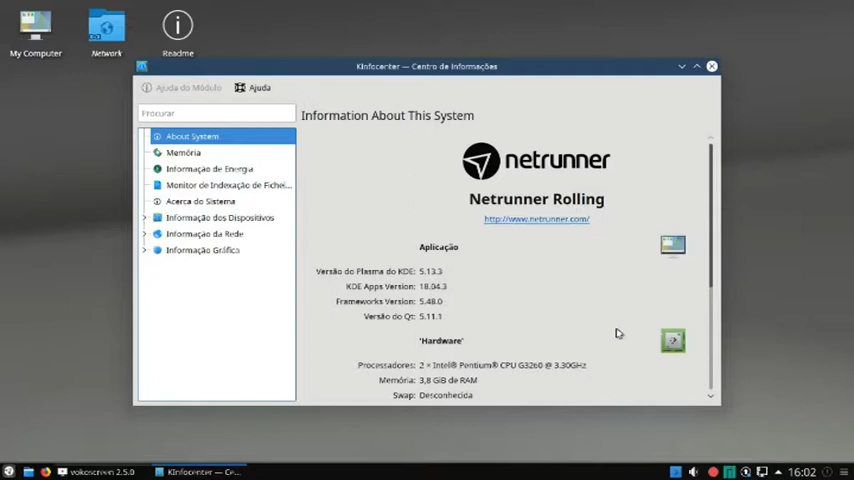 My Computer
Network
Readme
KInfocenter — Centro de Informações
Ajuda do Módulo
Ajuda
Procurar
About System
Memória
Informação de Energia
Monitor de Indexação de Fichei...
Acerca do Sistema
Informação dos Dispositivos
Informação da Rede
Informação Gráfica
Information About This System
netrunner
Netrunner Rolling
http://www.netrunner.com/
Aplicação
Versão do Plasma do KDE: 5.13.3
KDE Apps Version: 18.04.3
Frameworks Version: 5.48.0
Versão do Qt: 5.11.1
'Hardware'
Processadores: 2 × Intel® Pentium® CPU G3260 @ 3.30GHz
Memória: 3,8 GiB de RAM
Swap: Desconhecida
vokoscreen 2.5.0
KInfocenter — Ce...
16:02